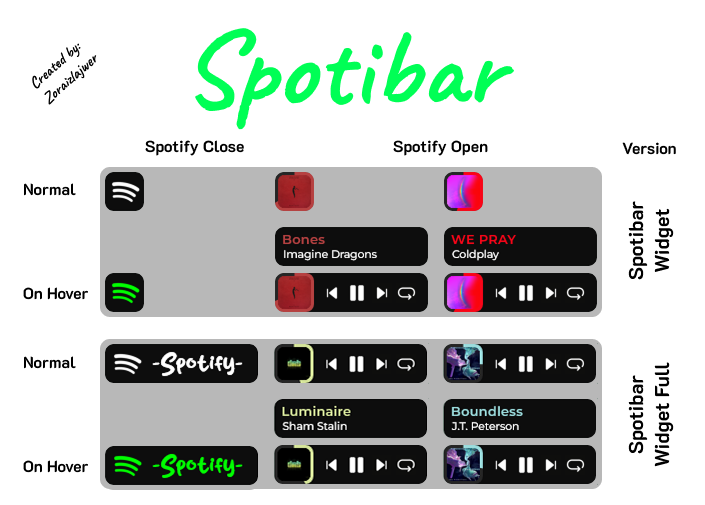 Created by:
Zoraizlajwer
Spotibar
Spotify Close
Spotify Open
Version
Normal
Bones
Imagine Dragons
WE PRAY
Coldplay
On Hover
Spotibar
Widget
Normal
-Spotify-
Luminaire
Sham Stalin
Boundless
J.T. Peterson
On Hover
-Spotify-
Spotibar
Widget Full